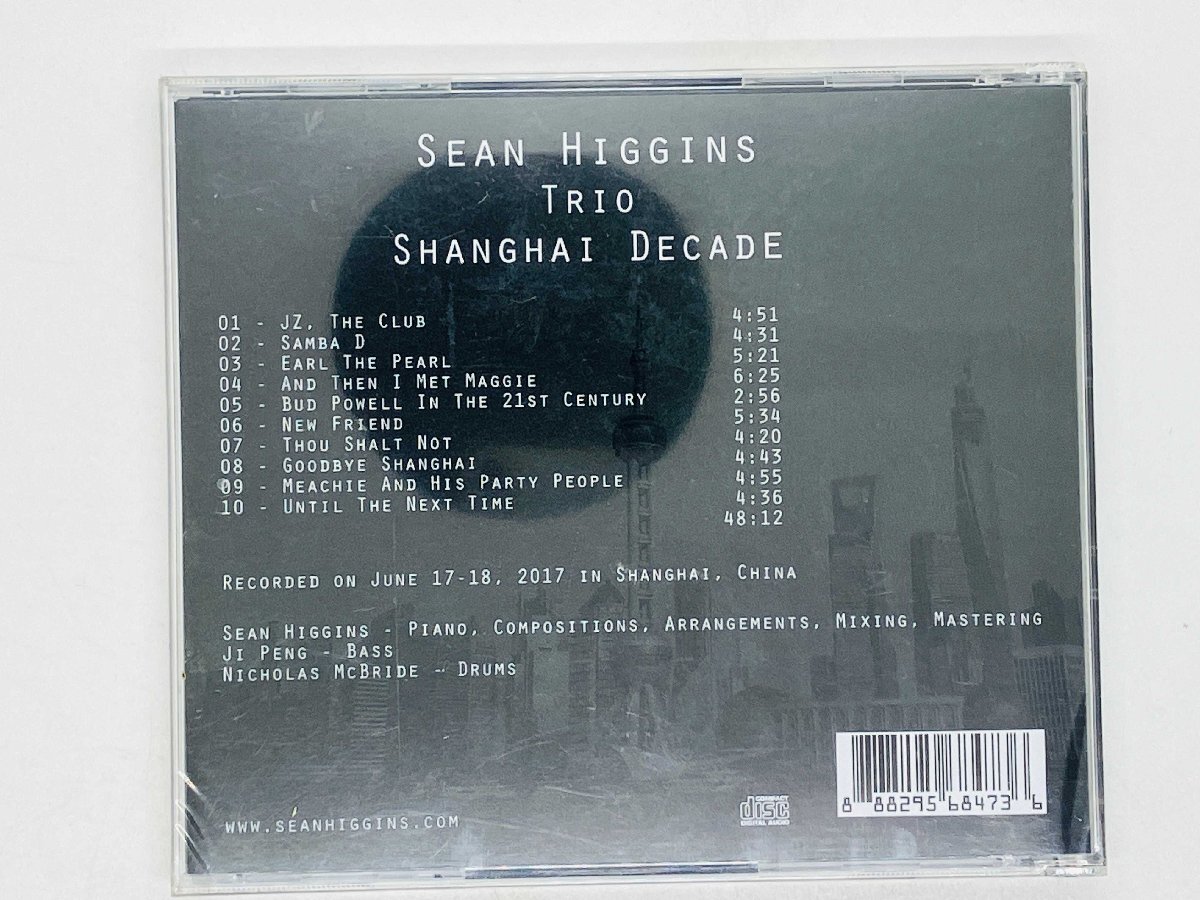 Sean Higgins
Trio
Shanghai Decade
01 - JZ, The Club 4:51
02 - Samba D 4:31
03 - Earl The Pearl 5:21
04 - And Then I Met Maggie 6:25
05 - Bud Powell In The 21st Century 2:56
06 - New Friend 5:34
07 - Thou Shalt Not 4:20
08 - Goodbye Shanghai 4:43
09 - Meachie And His Party People 4:55
10 - Until The Next Time 4:36
48:12
Recorded on June 17-18, 2017 in Shanghai, China
Sean Higgins - Piano, Compositions, Arrangements, Mixing, Mastering
Ji Peng - Bass
Nicholas McBride - Drums
www.seanhiggins.com
COMPACT
disc
DIGITAL AUDIO
8 88295 68473 6